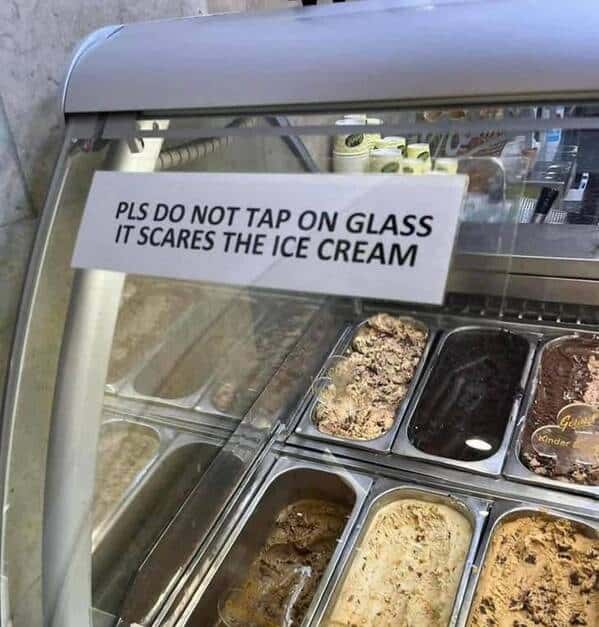 PLS DO NOT TAP ON GLASS
IT SCARES THE ICE CREAM
Kinder